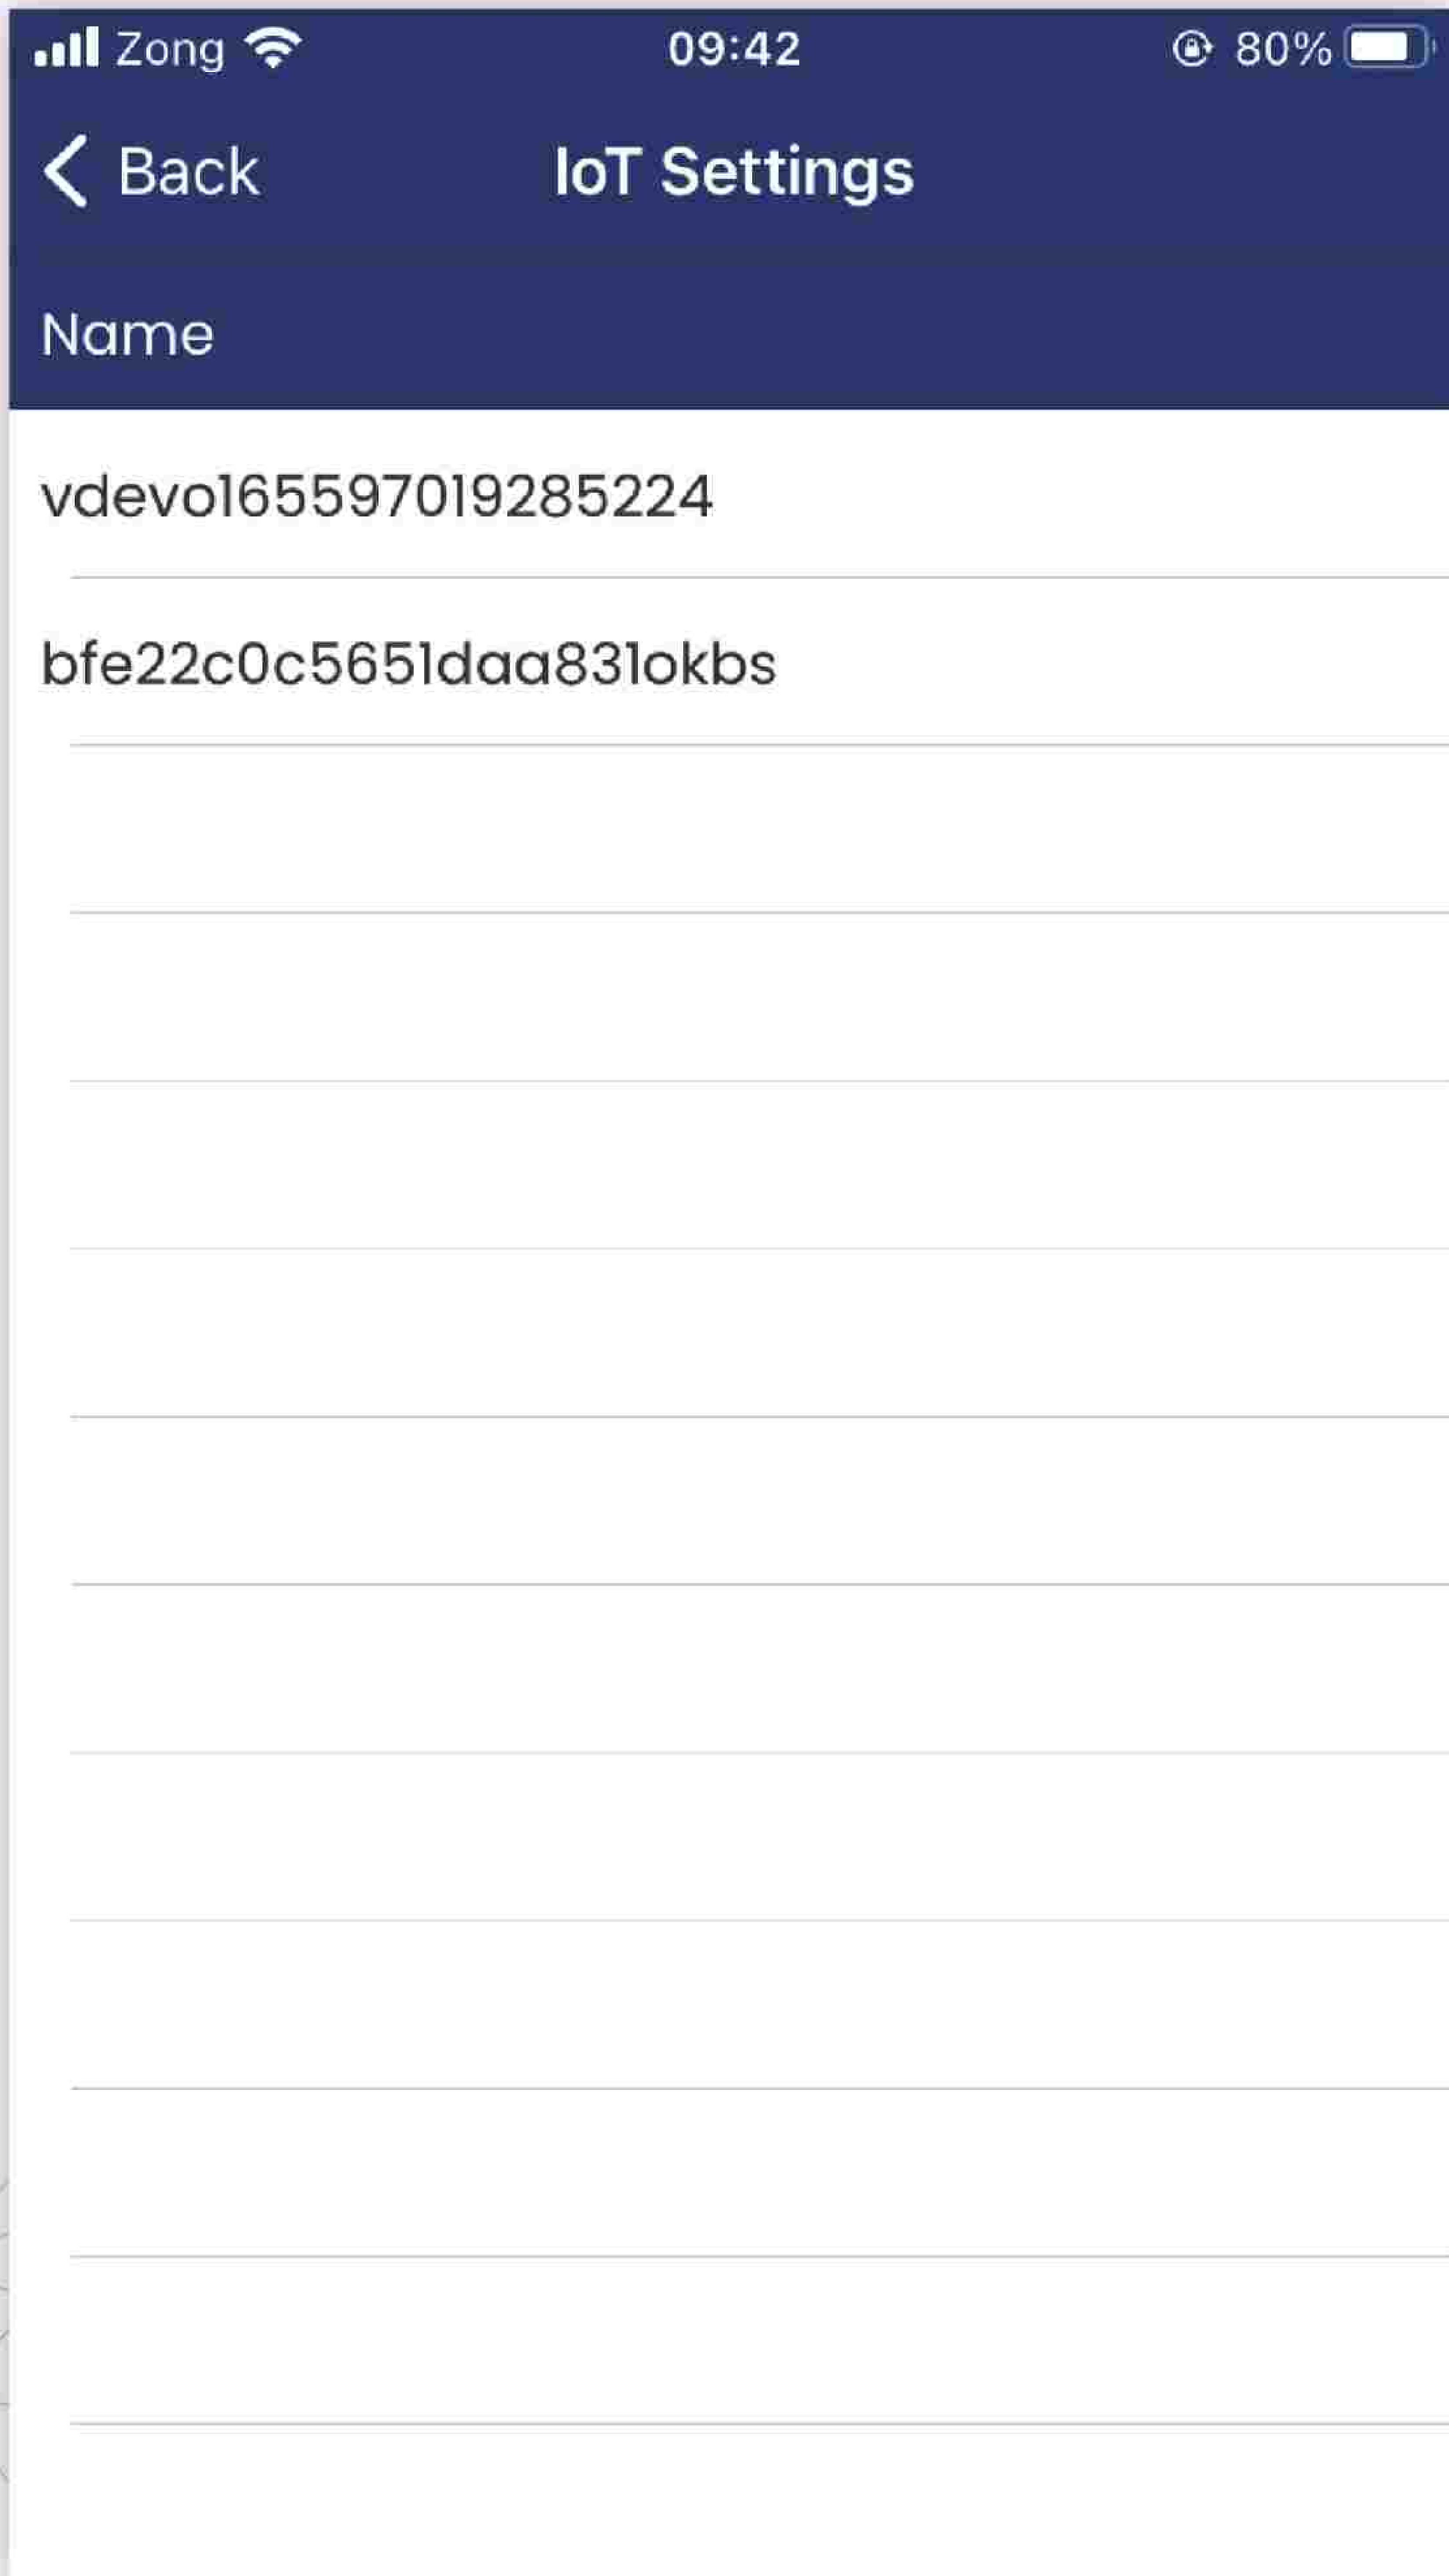 Zong 09:42 80%
Back IoT Settings
Name
vdevo165597019285224
bfe22c0c5651daa831okbs